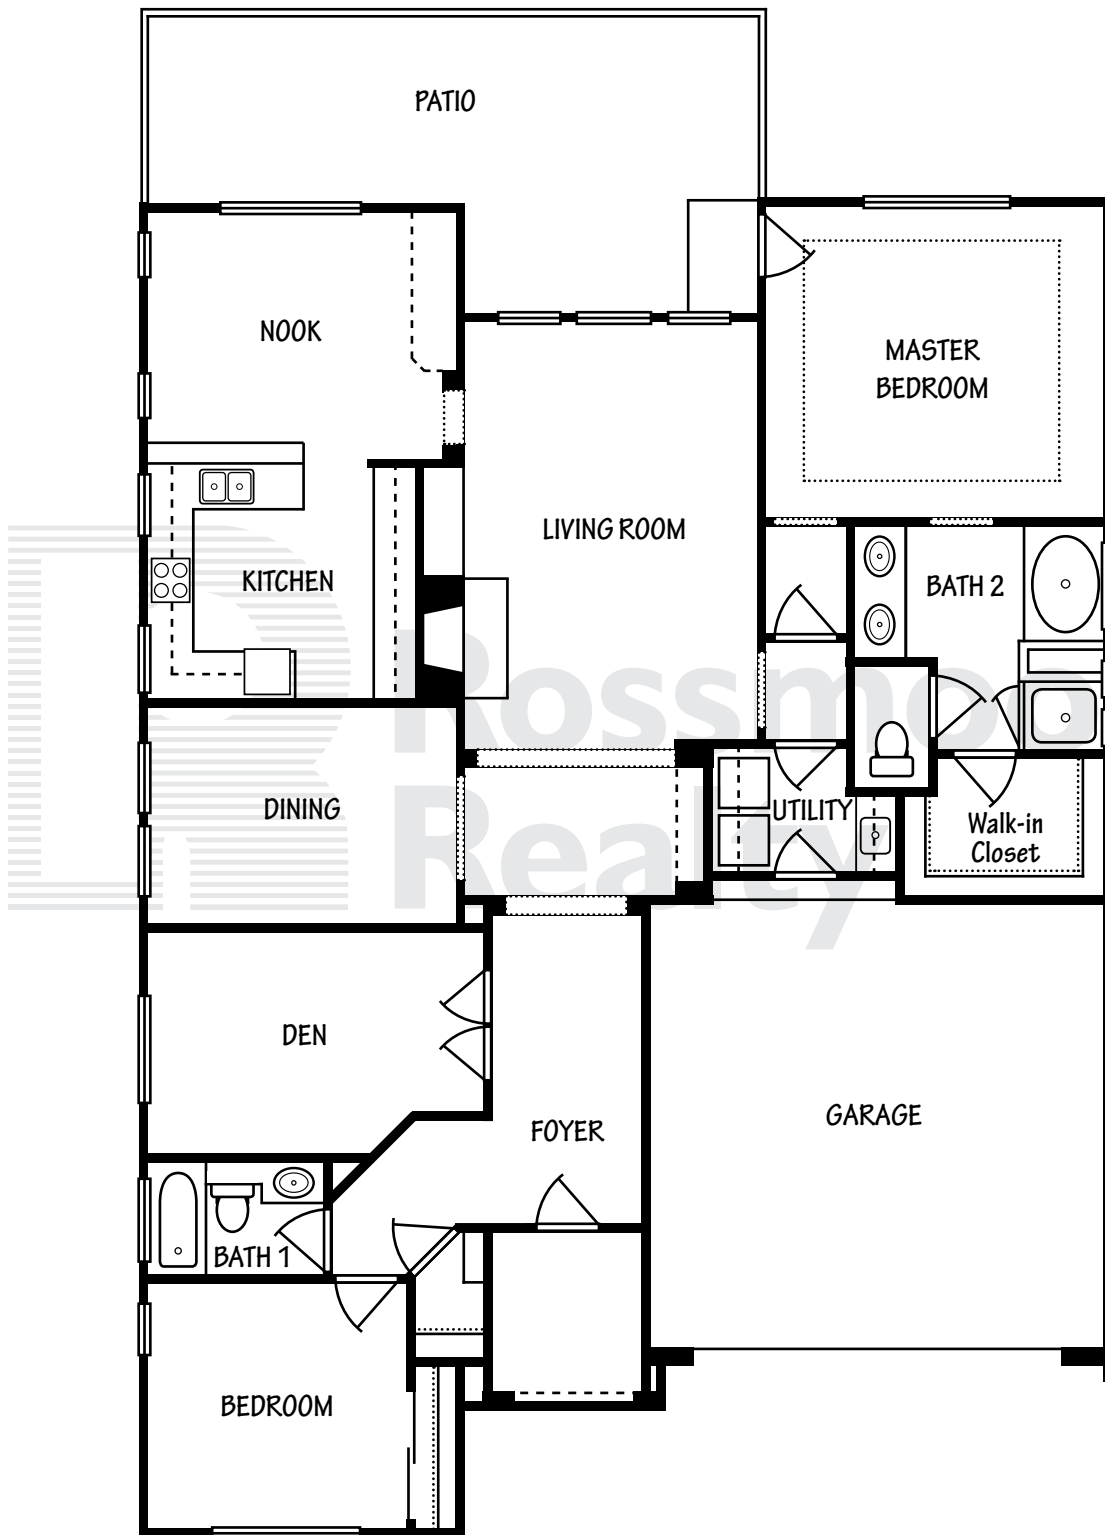 PATIO
NOOK
MASTER
BEDROOM
LIVING ROOM
KITCHEN
BATH 2
Rossmoo
DINING
UTILITY
Realty
Walk-in
Closet
DEN
FOYER
GARAGE
BATH 1
BEDROOM